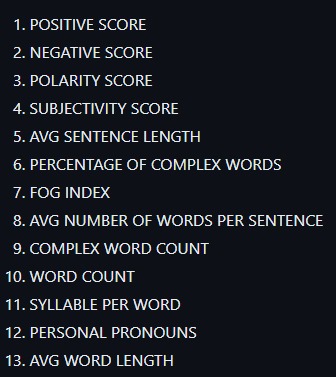 1. POSITIVE SCORE
2. NEGATIVE SCORE
3. POLARITY SCORE
4. SUBJECTIVITY SCORE
5. AVG SENTENCE LENGTH
6. PERCENTAGE OF COMPLEX WORDS
7. FOG INDEX
8. AVG NUMBER OF WORDS PER SENTENCE
9. COMPLEX WORD COUNT
10. WORD COUNT
11. SYLLABLE PER WORD
12. PERSONAL PRONOUNS
13. AVG WORD LENGTH